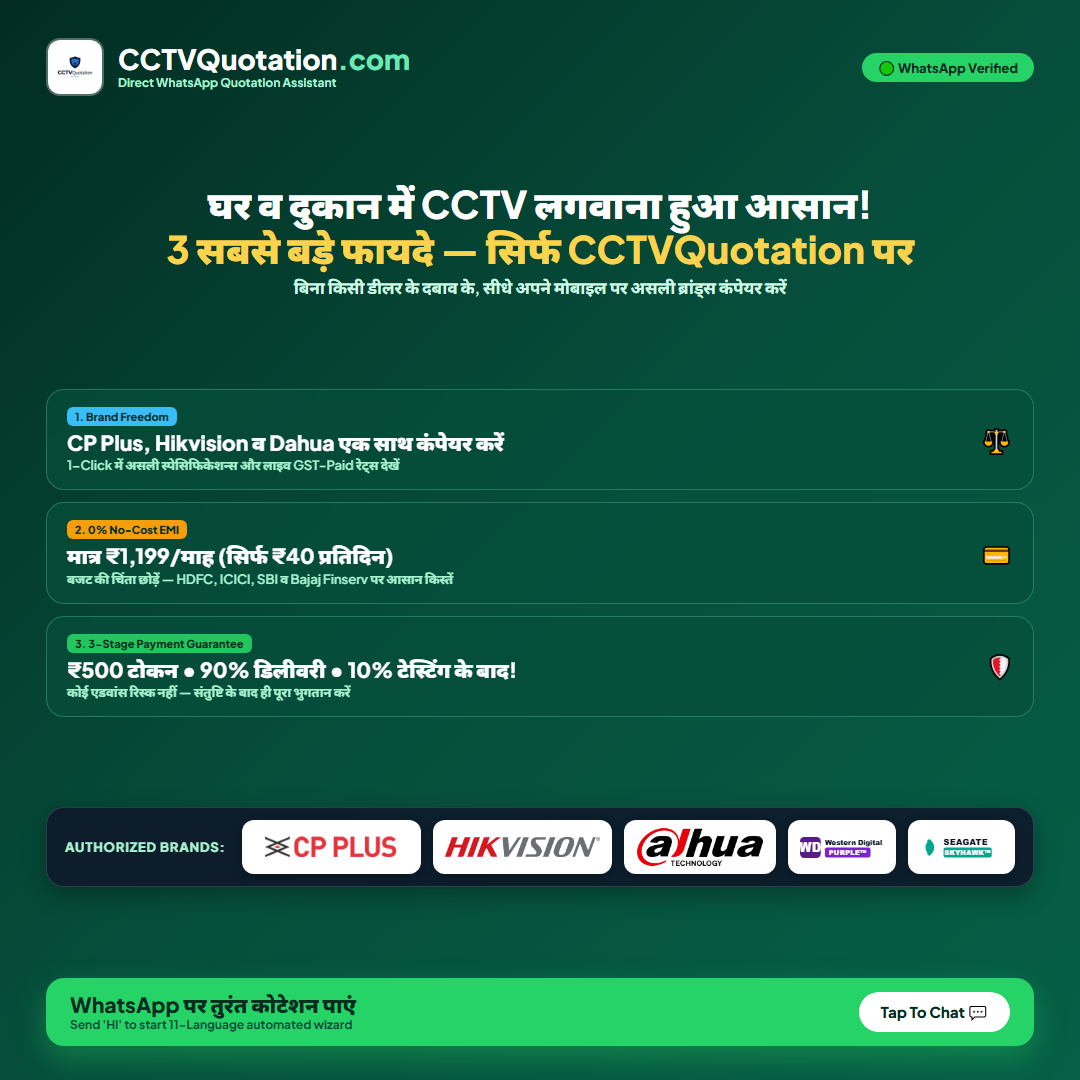 CCTVQuotation
CCTVQuotation.com
Direct WhatsApp Quotation Assistant
WhatsApp Verified
घर व दुकान में CCTV लगवाना हुआ आसान!
3 सबसे बड़े फायदे — सिर्फ CCTVQuotation पर
बिना किसी डीलर के दबाव के, सीधे अपने मोबाइल पर असली ब्रांड्स कंपेयर करें
1. Brand Freedom
CP Plus, Hikvision व Dahua एक साथ कंपेयर करें
1-Click में असली स्पेसिफिकेशन्स और लाइव GST-Paid रेट्स देखें
2. 0% No-Cost EMI
मात्र ₹1,199/माह (सिर्फ ₹40 प्रतिदिन)
बजट की चिंता छोड़ें — HDFC, ICICI, SBI व Bajaj Finserv पर आसान किस्तें
3. 3-Stage Payment Guarantee
₹500 टोकन • 90% डिलीवरी • 10% टेस्टिंग के बाद!
कोई एडवांस रिस्क नहीं — संतुष्टि के बाद ही पूरा भुगतान करें
AUTHORIZED BRANDS:
CP PLUS
HIKVISION®
alhua
TECHNOLOGY
WD
Western Digital
PURPLE™
SEAGATE
SKYHAWK™
WhatsApp पर तुरंत कोटेशन पाएं
Send 'HI' to start 11-Language automated wizard
Tap To Chat